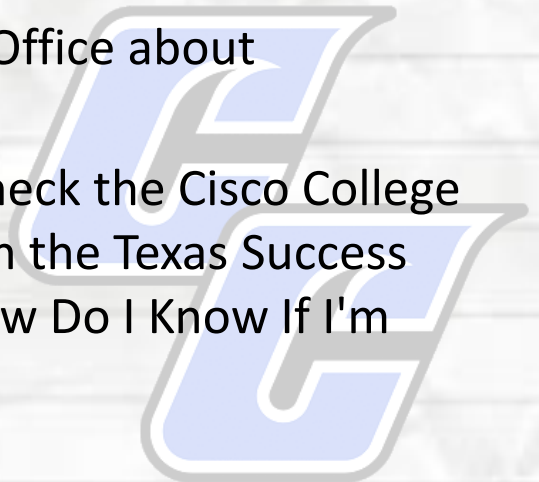 Office about
heck the Cisco College
n the Texas Success
w Do I Know If I'm